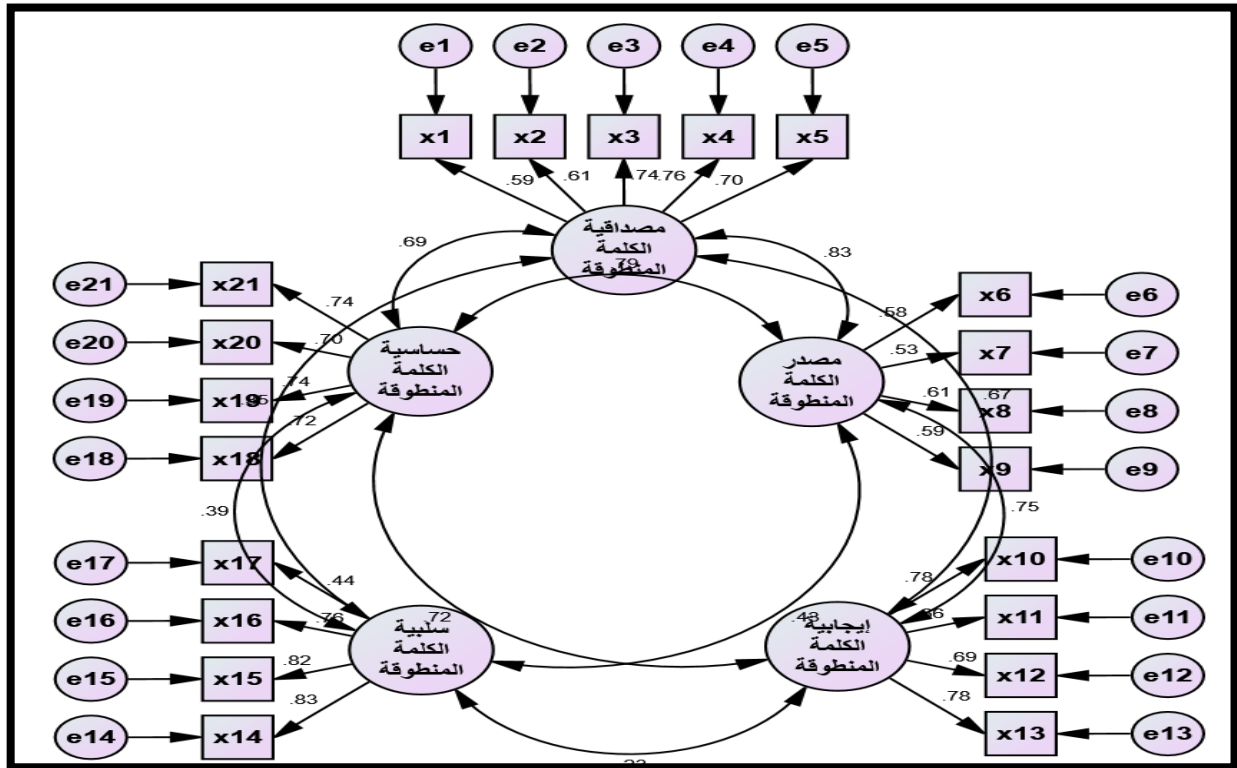 e1
e2
e3
e4
e5
x1
x2
x3
x4
x5
.59
.61
.74
.76
.70
مصداقية
الكلمة
المنطوقة
.69
.83
.79
e21
x21
.74
e20
x20
.70
e19
x19
.74
e18
x18
.72
حساسية
الكلمة
المنطوقة
مصدر
الكلمة
المنطوقة
.58
x6
e6
.53
x7
e7
.61
.67
x8
e8
.59
x9
e9
.39
.75
e17
x17
.44
e16
x16
.76
e15
x15
.82
e14
x14
.83
سلبية
الكلمة
المنطوقة
.72
.43
إيجابية
الكلمة
المنطوقة
.78
x10
e10
x11
e11
.69
x12
e12
.78
x13
e13